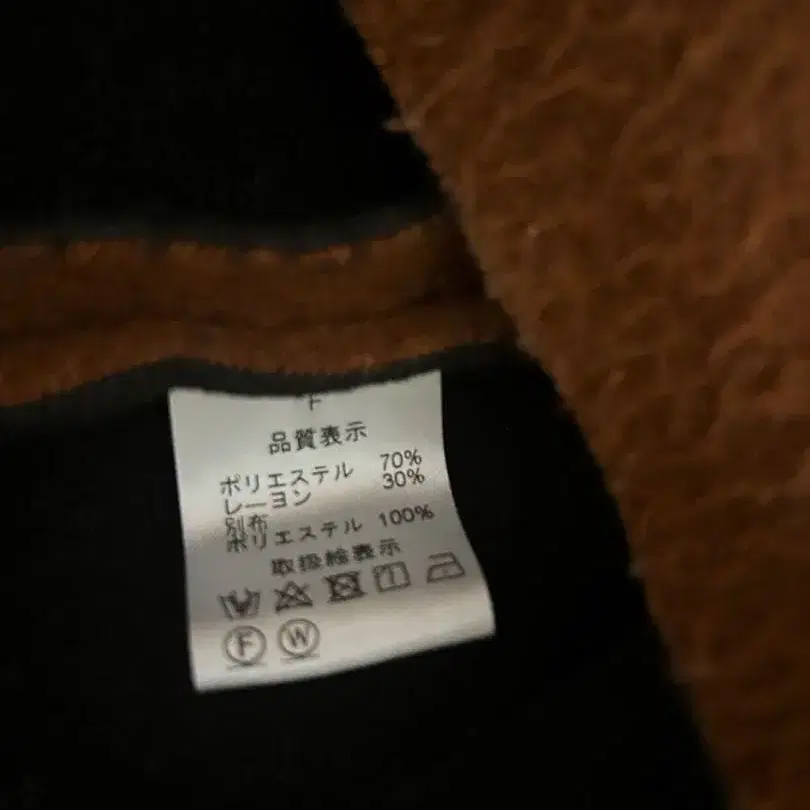 F
品質表示
ポリエステル 70%
レーヨン 30%
別布
ポリエステル 100%
取扱絵表示
F W